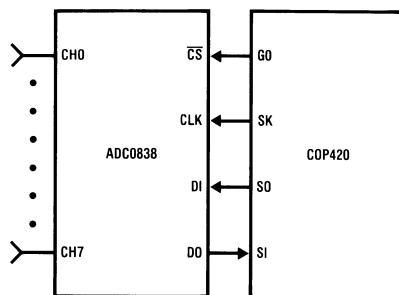 CH0 CS G0
CLK SK
ADC0838 COP420
DI SO
CH7 DO SI